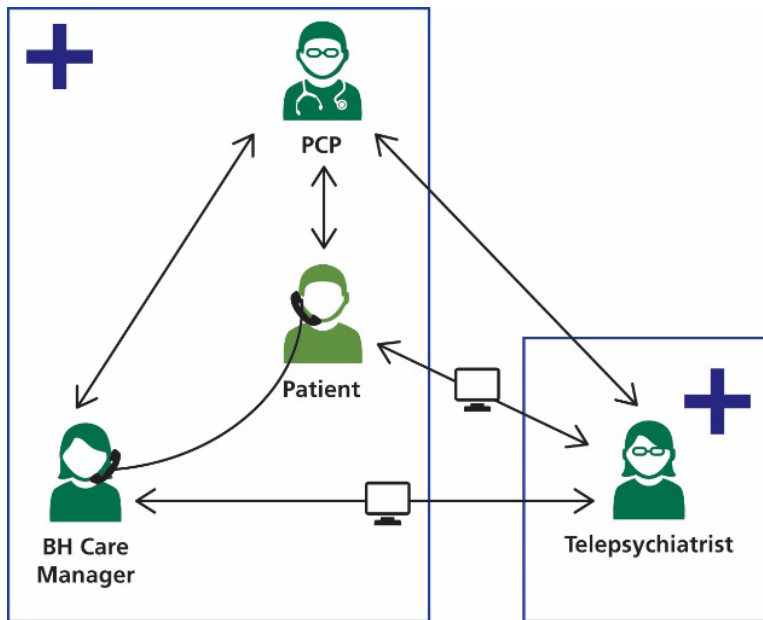 PCP
Patient
BH Care
Manager
Telepsychiatrist